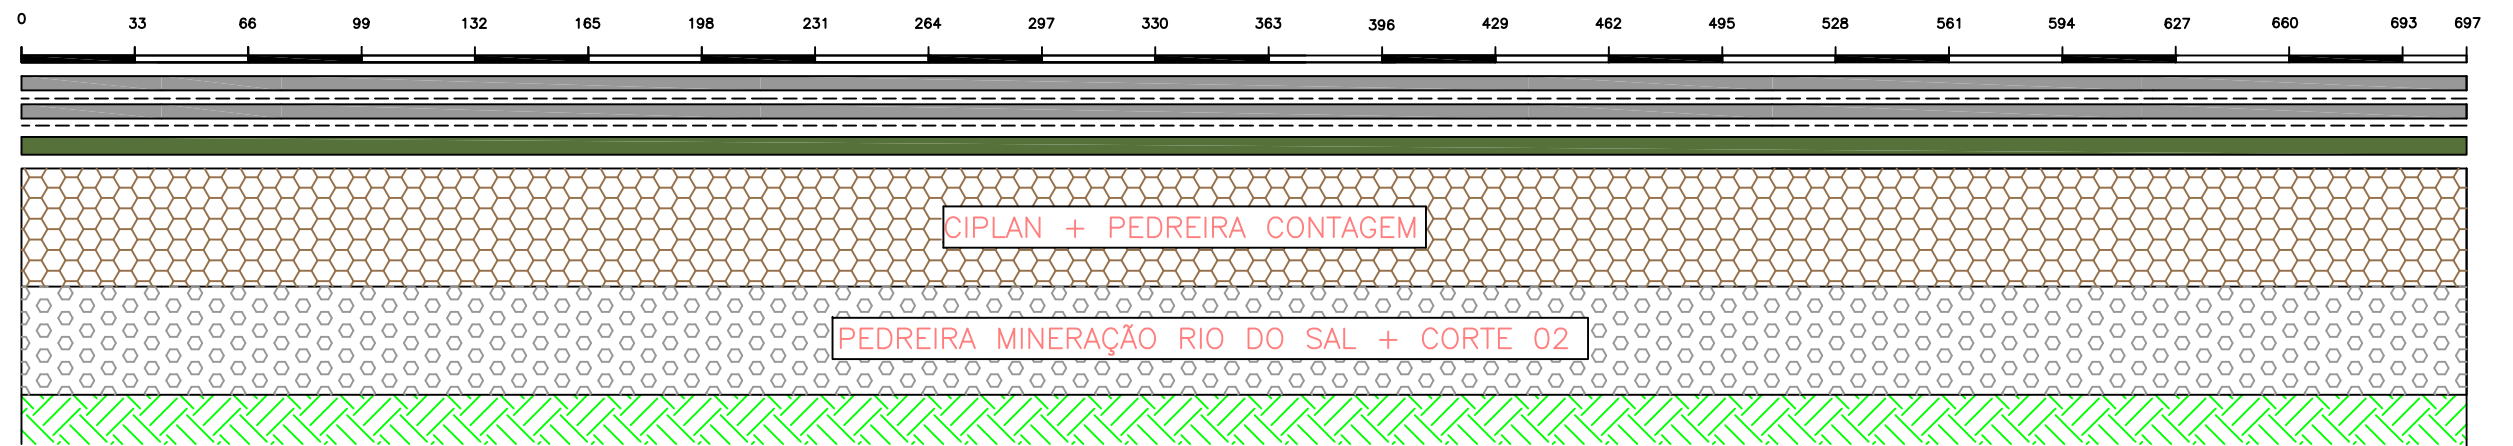 0 33 66 99 132 165 198 231 264 297 330 363 396 429 462 495 528 561 594 627 660 693 697
CIPLAN + PEDREIRA CONTAGEM
PEDREIRA MINERAÇÃO RIO DO SAL + CORTE 02